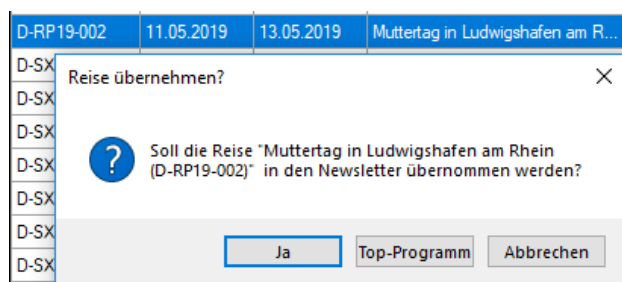 D-RP19-002 11.05.2019 13.05.2019 Muttertag in Ludwigshafen am R...
D-SX
Reise übernehmen?
D-SX
D-SX
Soll die Reise "Muttertag in Ludwigshafen am Rhein
D-SX
(D-RP19-002)" in den Newsletter übernommen werden?
D-SX
D-SX
Ja Top-Programm Abbrechen
D-SX